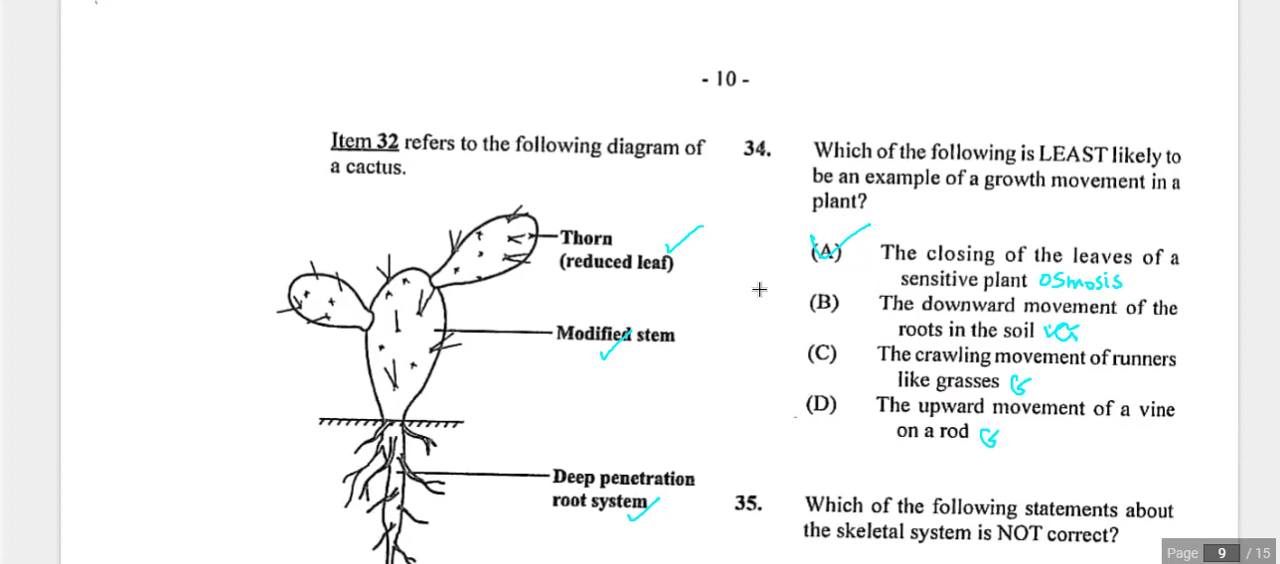 - 10 -
Item 32 refers to the following diagram of
a cactus.
Thorn
(reduced leaf)
Modified stem
Deep penetration
root system
34. Which of the following is LEAST likely to
be an example of a growth movement in a
plant?
(A) The closing of the leaves of a
sensitive plant osmosis
(B) The downward movement of the
roots in the soil
(C) The crawling movement of runners
like grasses
(D) The upward movement of a vine
on a rod
35. Which of the following statements about
the skeletal system is NOT correct?
Page 9 / 15